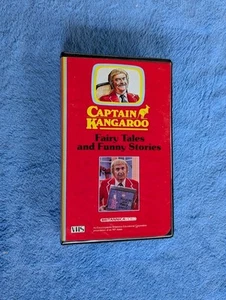 CAPTAIN
KANGAROO
Fairy Tales
and Funny Stories
VHS